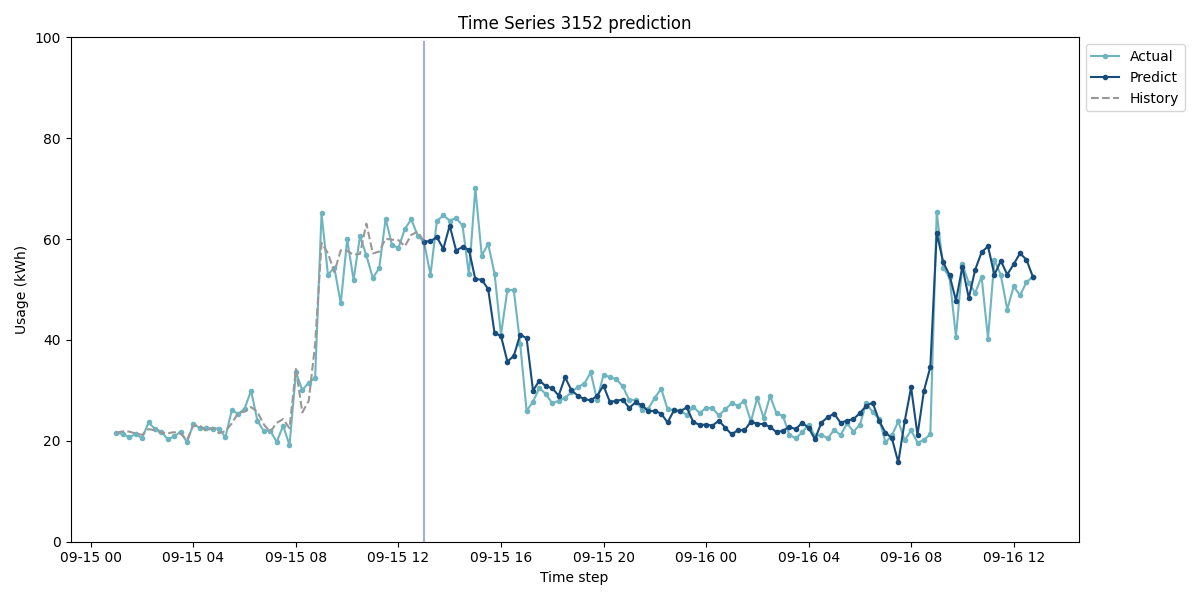 Time Series 3152 prediction
100
80
60
40
20
0
Usage (kWh)
09-15 00
09-15 04
09-15 08
09-15 12
09-15 16
09-15 20
09-16 00
09-16 04
09-16 08
09-16 12
Time step
Actual
Predict
History